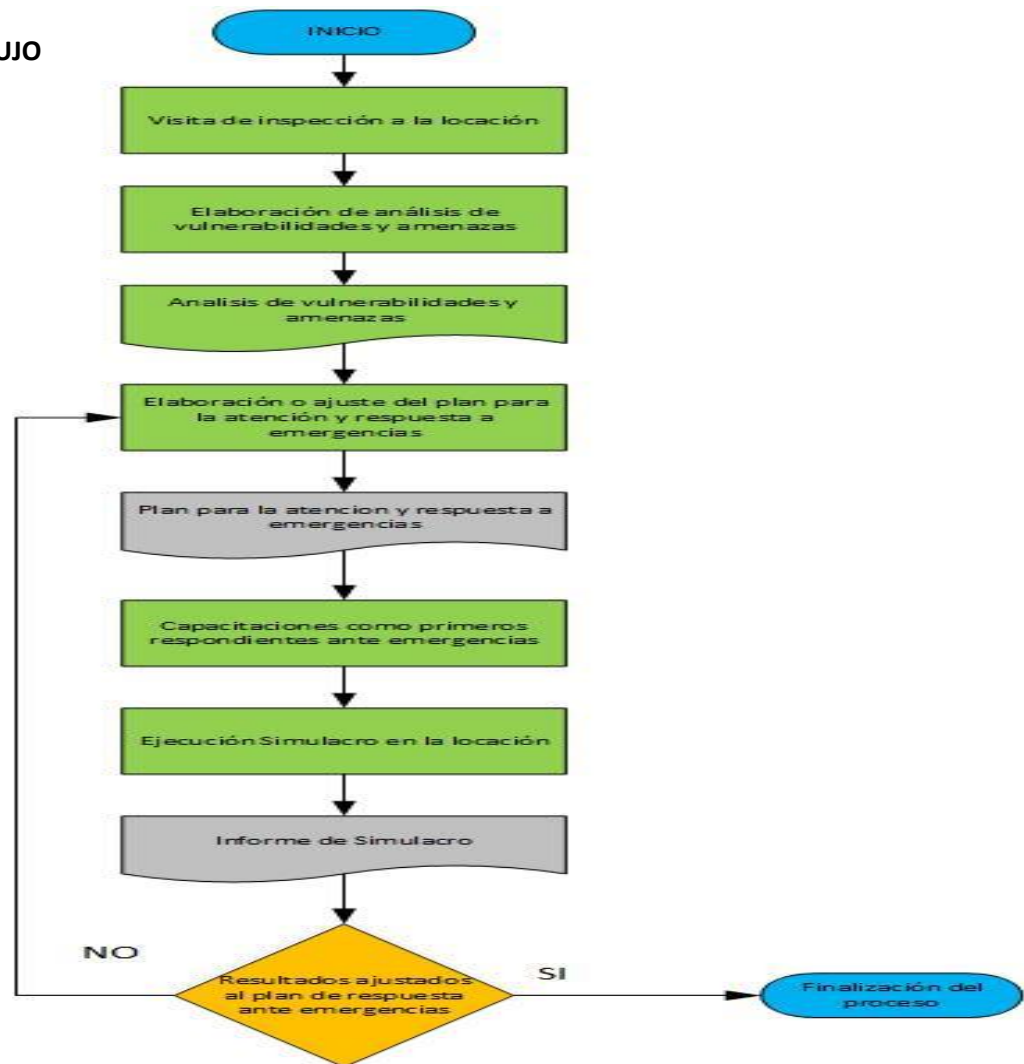 UJO
INICIO
Visita de inspección a la locación
Elaboración de análisis de
vulnerabilidades y amenazas
Analisis de vulnerabilidades y
amenazas
Elaboración o ajuste del plan para
la atención y respuesta a
emergencias
Plan para la atencion y respuesta a
emergencias
Capacitaciones como primeros
respondientes ante emergencias
Ejecución Simulacro en la locación
Informe de Simulacro
NO
Resultados ajustados
al plan de respuesta
ante emergencias
SI
Finalización del
proceso